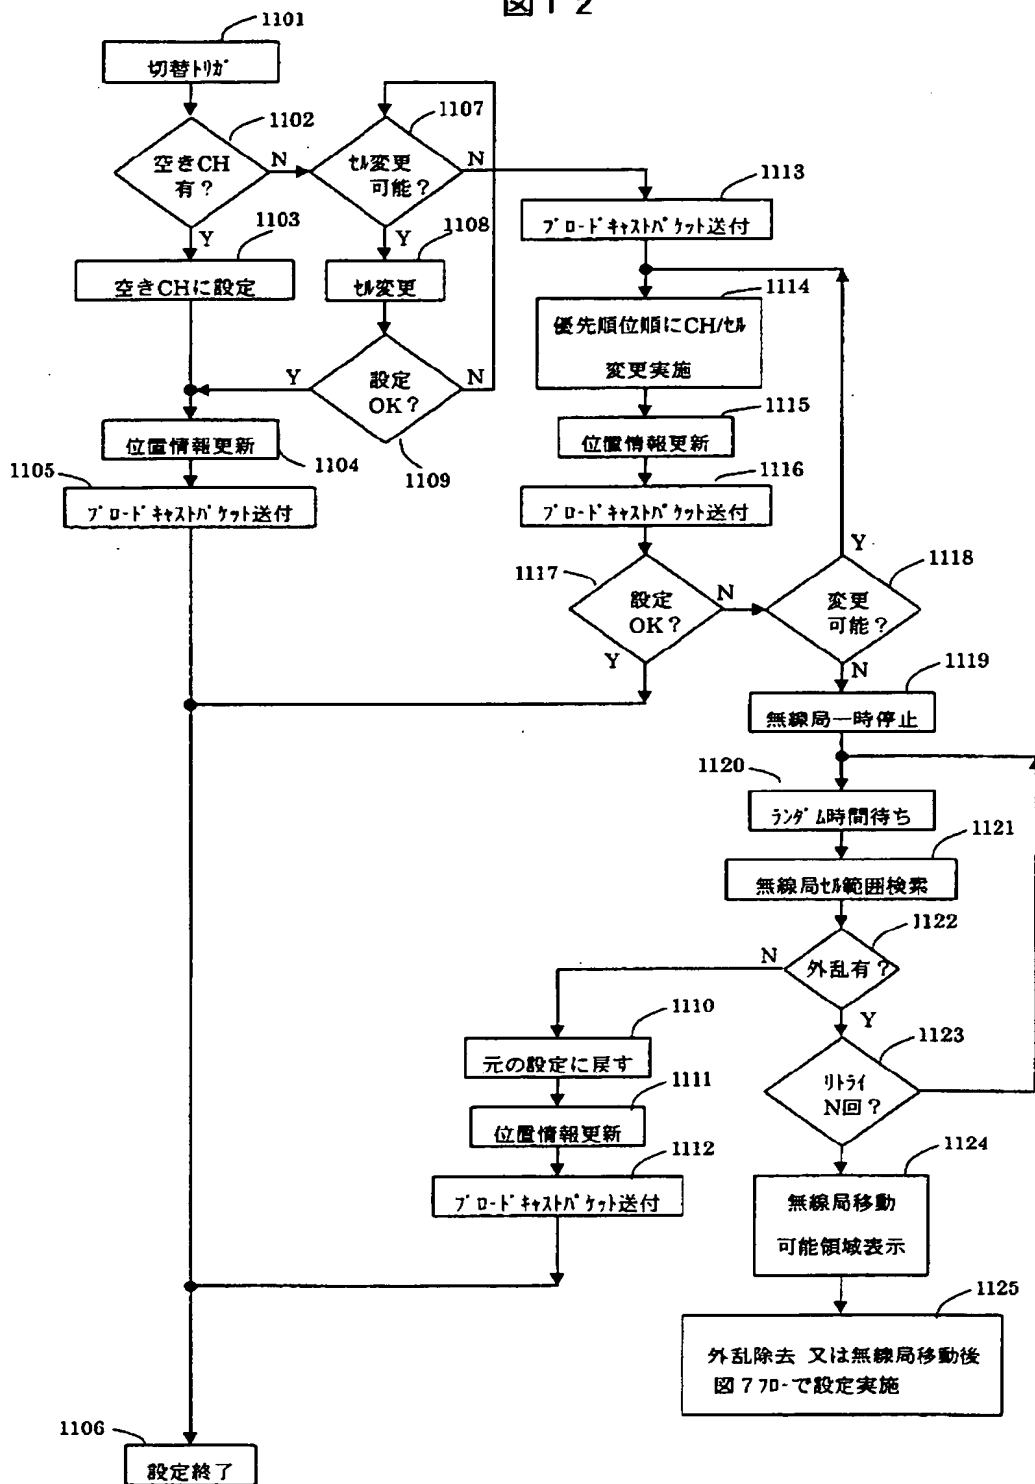 図12
1101
切替トリガ
1102
空きCH
有？
N
Y
1103
空きCHに設定
1107
セル変更
可能？
N
Y
1108
セル変更
設定
OK？
Y
N
1109
位置情報更新
1104
1105
ブロードキャストパケット送付
1113
ブロードキャストパケット送付
1114
優先順位順にCH/セル
変更実施
1115
位置情報更新
1116
ブロードキャストパケット送付
1117
設定
OK？
N
Y
1118
変更
可能？
Y
N
1119
無線局一時停止
1120
ランダム時間待ち
1121
無線局セル範囲検索
1122
外乱有？
N
Y
1110
元の設定に戻す
1111
位置情報更新
1112
ブロードキャストパケット送付
1123
リトライ
N回？
1124
無線局移動
可能領域表示
1125
外乱除去 又は無線局移動後
図7フローで設定実施
1106
設定終了